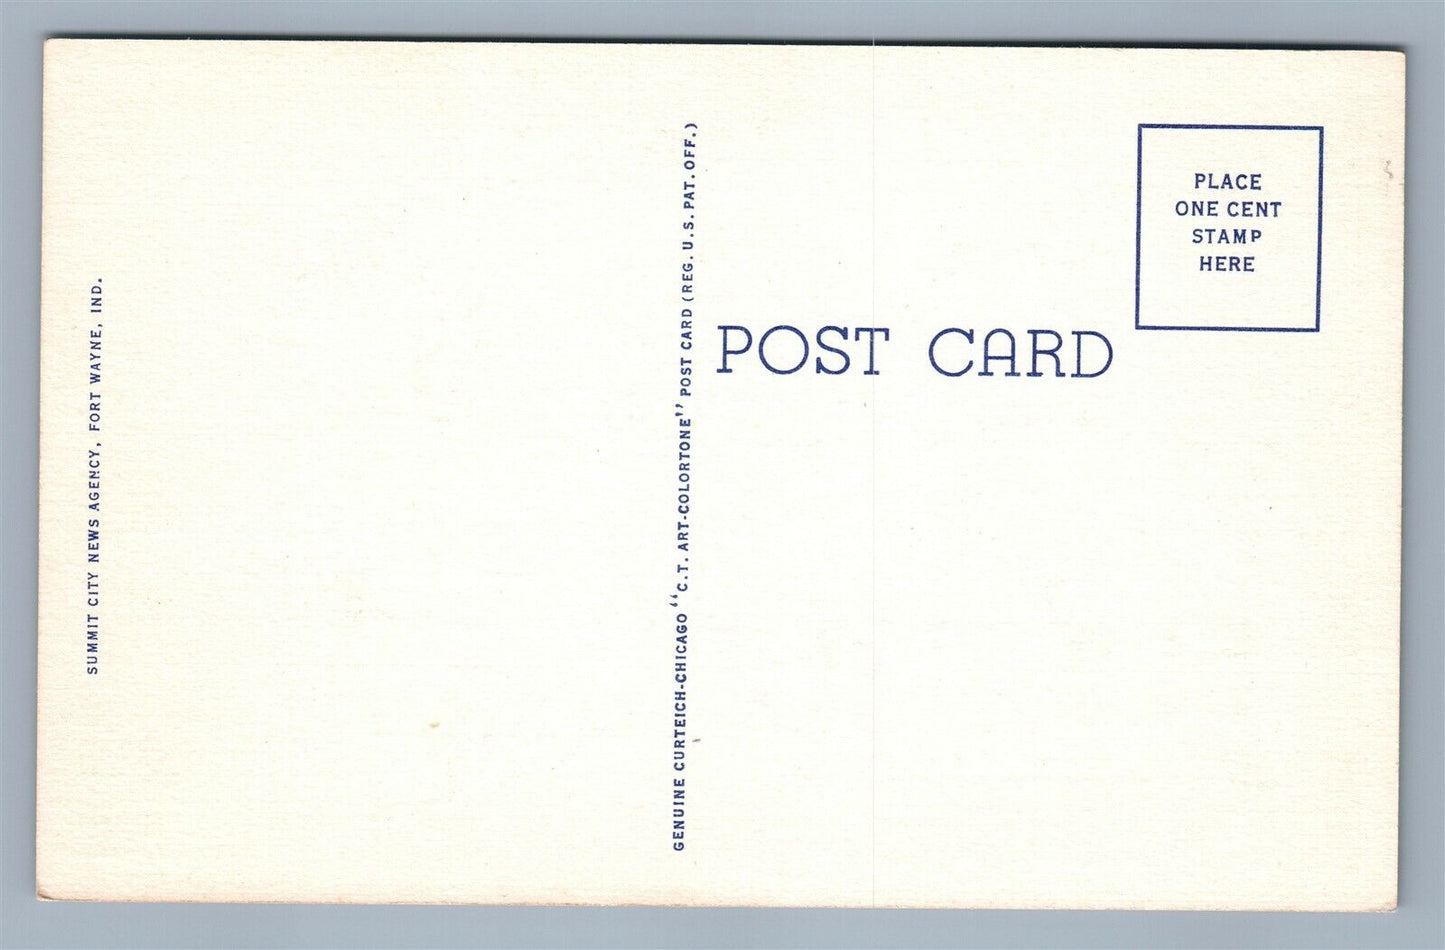 SUMMIT CITY NEWS AGENCY, FORT WAYNE, IND.
GENUINE CURTEICH-CHICAGO "C.T. ART-COLORTONE" POST CARD (REG. U.S. PAT. OFF.)
POST CARD
PLACE
ONE CENT
STAMP
HERE